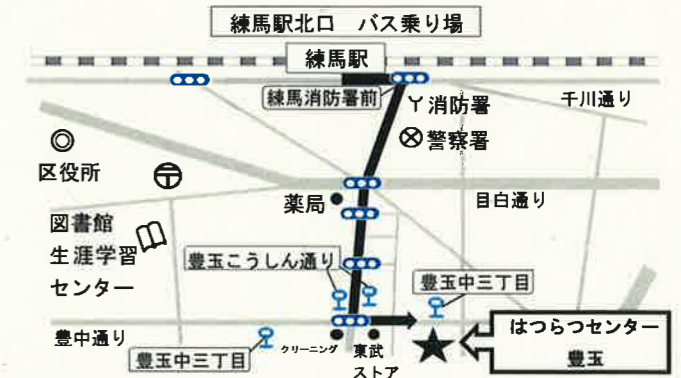 練馬駅北口　バス乗り場
練馬駅
練馬消防署前
千川通り
消防署
警察署
区役所
薬局
目白通り
図書館
生涯学習
センター
豊玉こうしん通り
豊玉中三丁目
はつらつセンター
豊玉
豊中通り
豊玉中三丁目
クリーニング
東武
ストア